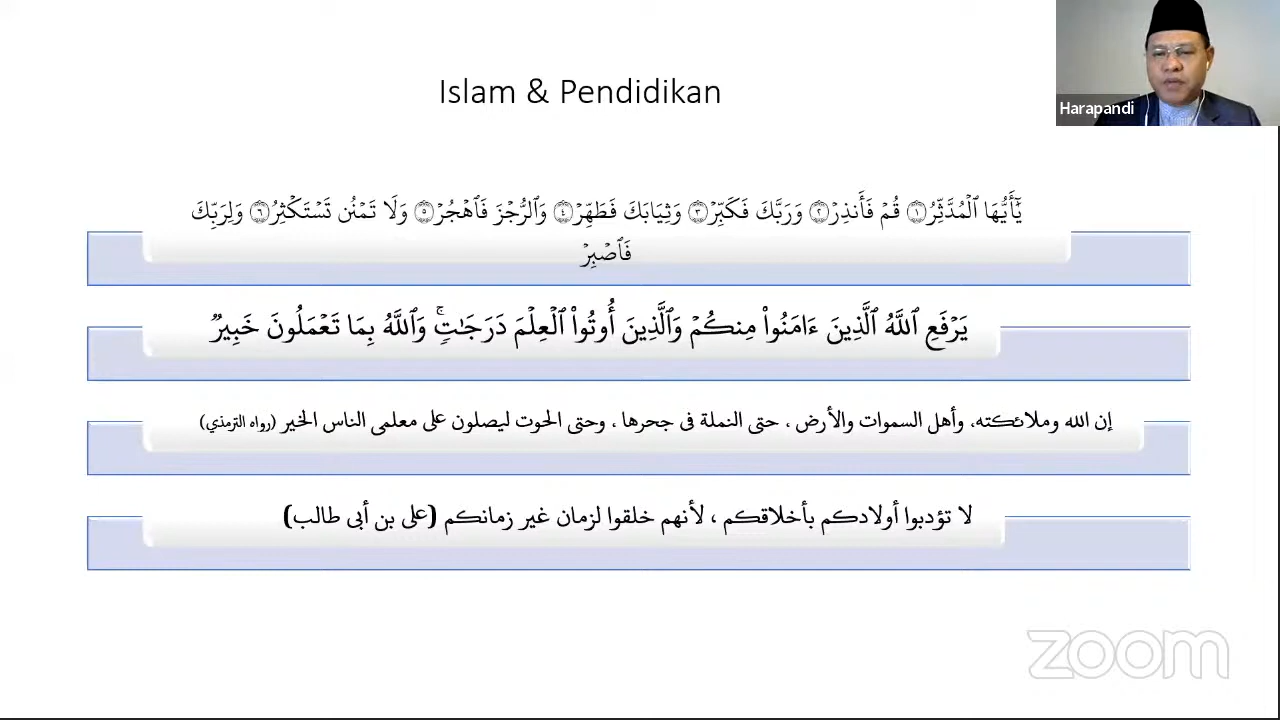 Islam & Pendidikan
Harapandi
يَٰٓأَيُّهَا ٱلۡمُدَّثِّرُ ١ قُمۡ فَأَنذِرۡ ٢ وَرَبَّكَ فَكَبِّرۡ ٣ وَثِيَابَكَ فَطَهِّرۡ ٤ وَٱلرُّجۡزَ فَٱهۡجُرۡ ٥ وَلَا تَمۡنُن تَسۡتَكۡثِرُ ٦ وَلِرَبِّكَ
فَٱصۡبِرۡ
يَرۡفَعِ ٱللَّهُ ٱلَّذِينَ ءَامَنُواْ مِنكُمۡ وَٱلَّذِينَ أُوتُواْ ٱلۡعِلۡمَ دَرَجَٰتٖۚ وَٱللَّهُ بِمَا تَعۡمَلُونَ خَبِيرٞ
إن الله وملائكته، وأهل السموات والأرض ، حتى النملة فى جحرها ، وحتى الحوت ليصلون على معلمى الناس الخير (رواه الترمذي)
لا تؤدبوا أولادكم بأخلاقكم ، لأنهم خلقوا لزمان غير زمانكم (على بن أبى طالب)
zoom